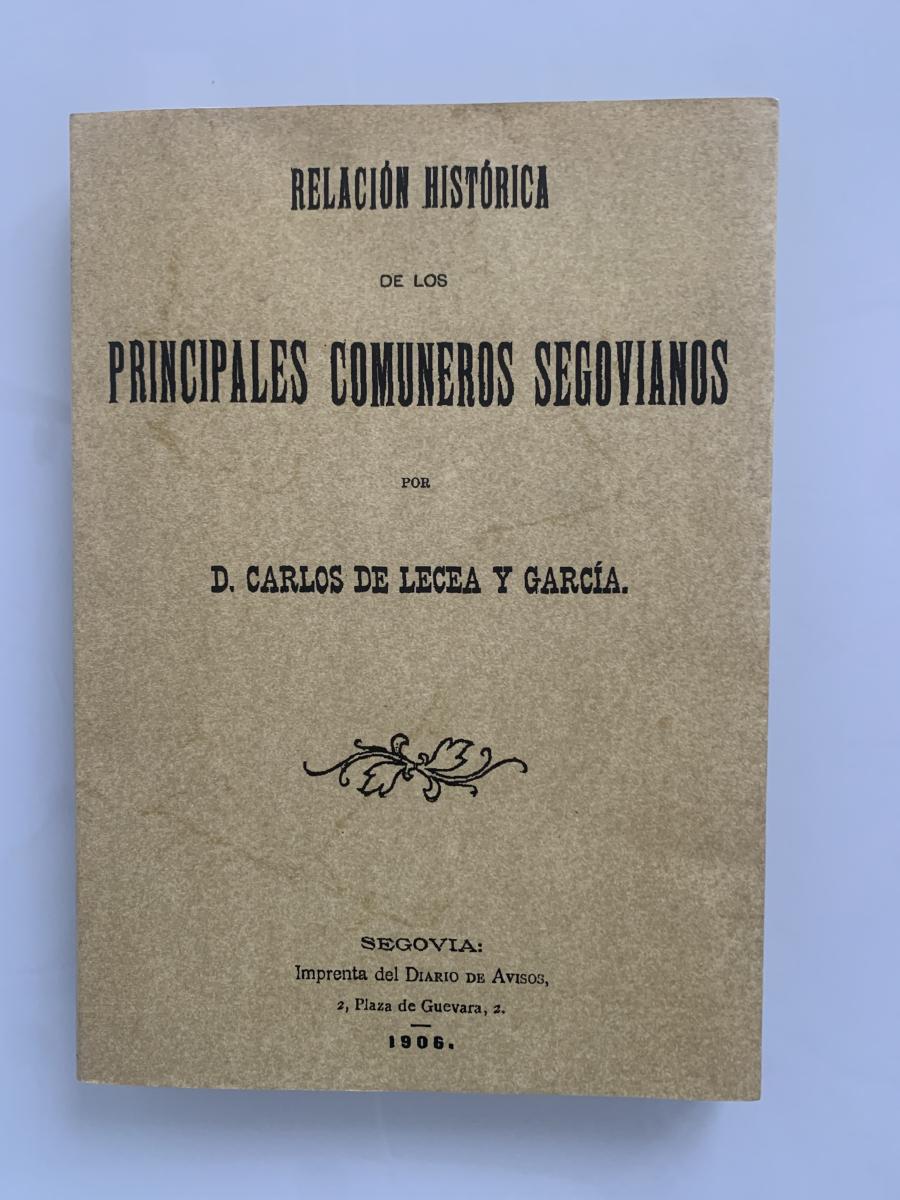 RELACIÓN HISTÓRICA
DE LOS
PRINCIPALES COMUNEROS SEGOVIANOS
POR
D. CARLOS DE LECEA Y GARCÍA.
SEGOVIA:
Imprenta del DIARIO DE AVISOS,
2, Plaza de Guevara, 2.
1906.